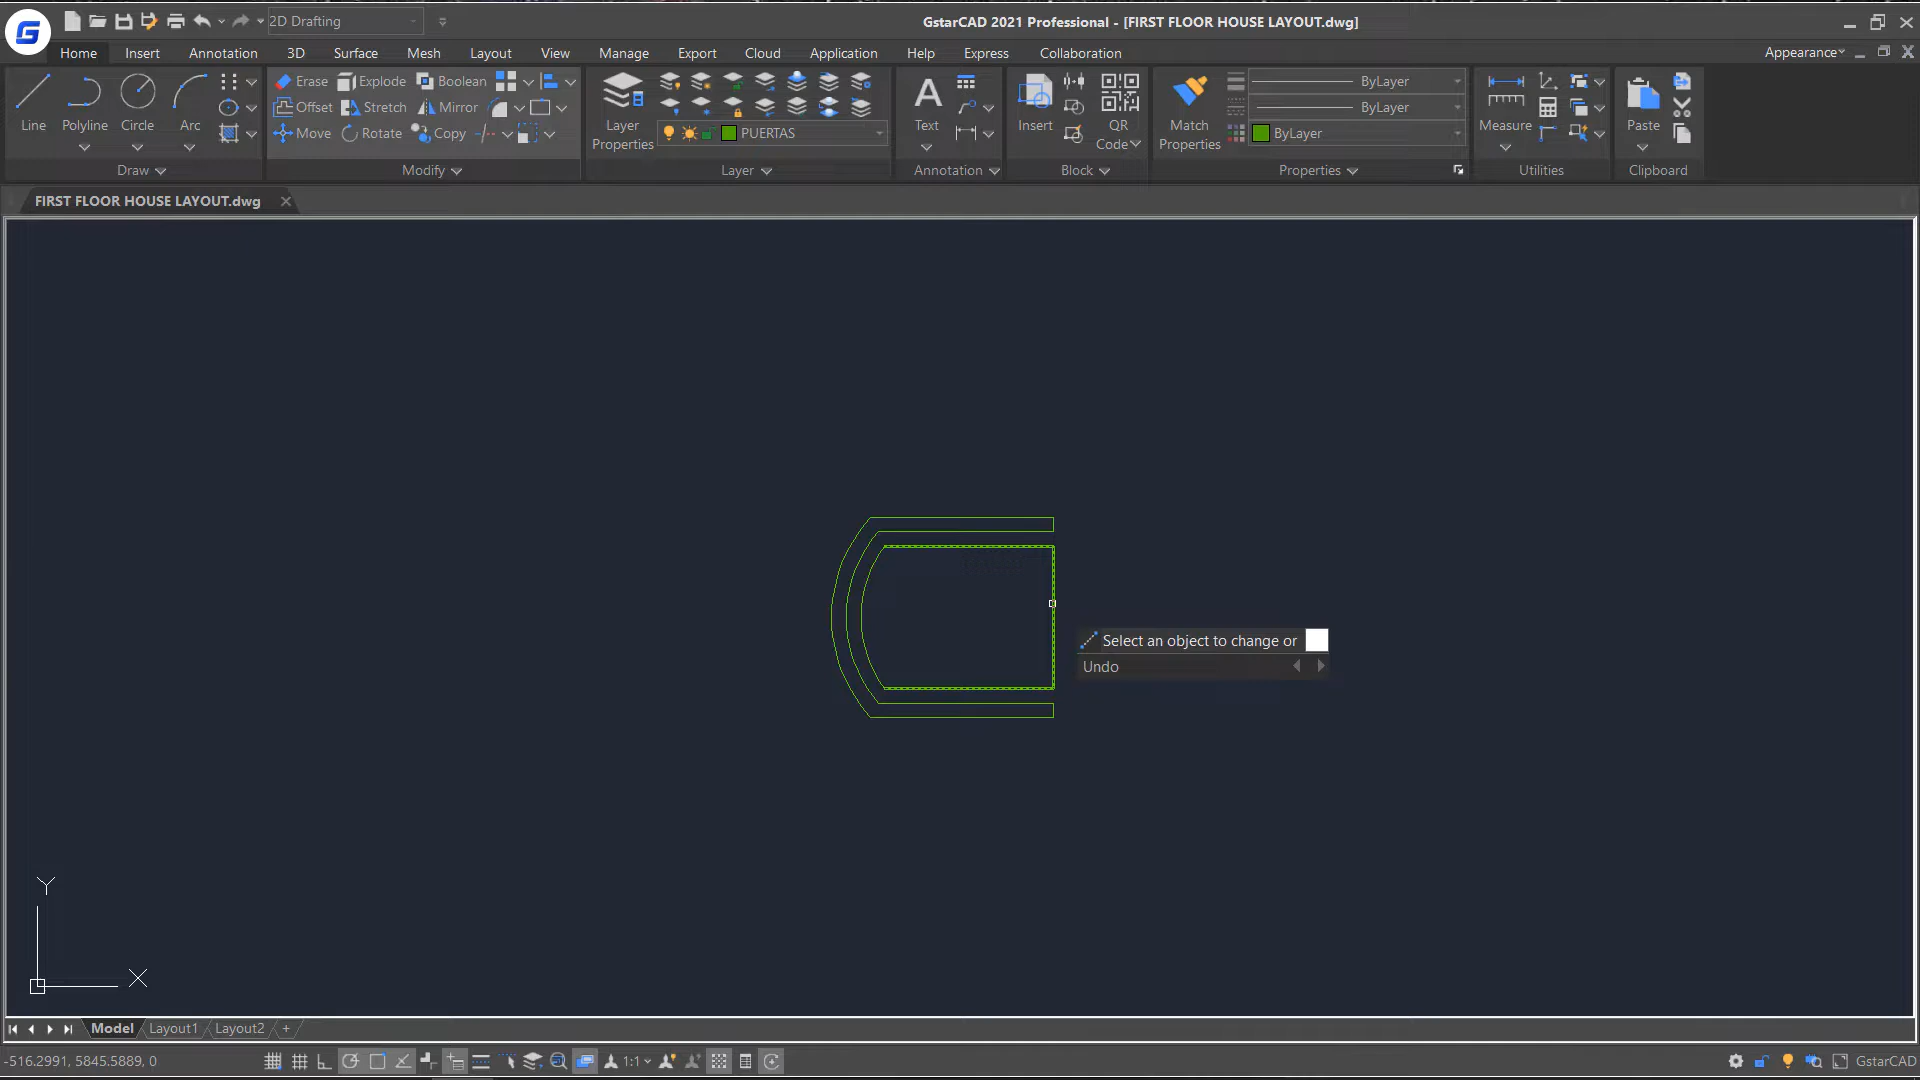 2D Drafting
GstarCAD 2021 Professional - [FIRST FLOOR HOUSE LAYOUT.dwg]
Home Insert Annotation 3D Surface Mesh Layout View Manage Export Cloud Application Help Express Collaboration Appearance
Line Polyline Circle Arc
Draw
Erase Explode Boolean
Offset Stretch Mirror
Move Rotate Copy
Modify
Layer Properties
PUERTAS
Layer
A
Text
Annotation
Insert
QR Code
Block
Match Properties
ByLayer
ByLayer
ByLayer
Properties
Measure
Utilities
Paste
Clipboard
FIRST FLOOR HOUSE LAYOUT.dwg
Select an object to change or
Undo
Y
X
Model Layout1 Layout2 +
-516.2991, 5845.5889, 0
1:1
GstarCAD